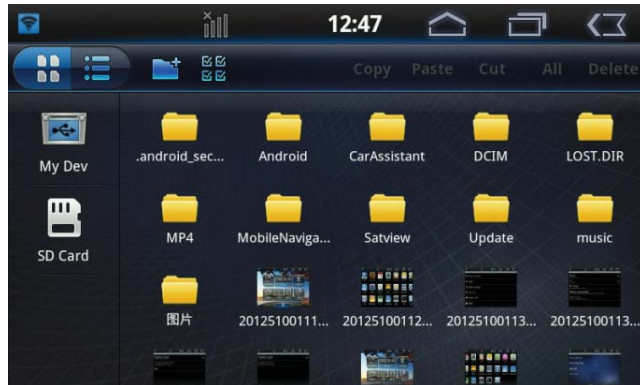 12:47
Copy Paste Cut All Delete
My Dev
SD Card
.android_sec... Android CarAssistant DCIM LOST.DIR
MP4 MobileNaviga... Satview Update music
图片 20125100111... 20125100112... 20125100113... 20125100113...